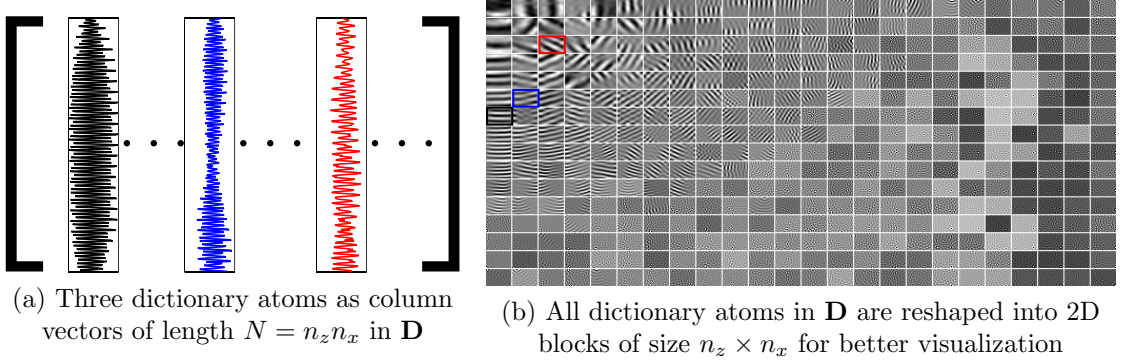 (a) Three dictionary atoms as column
vectors of length N = n_z n_x in D
(b) All dictionary atoms in D are reshaped into 2D
blocks of size n_z × n_x for better visualization